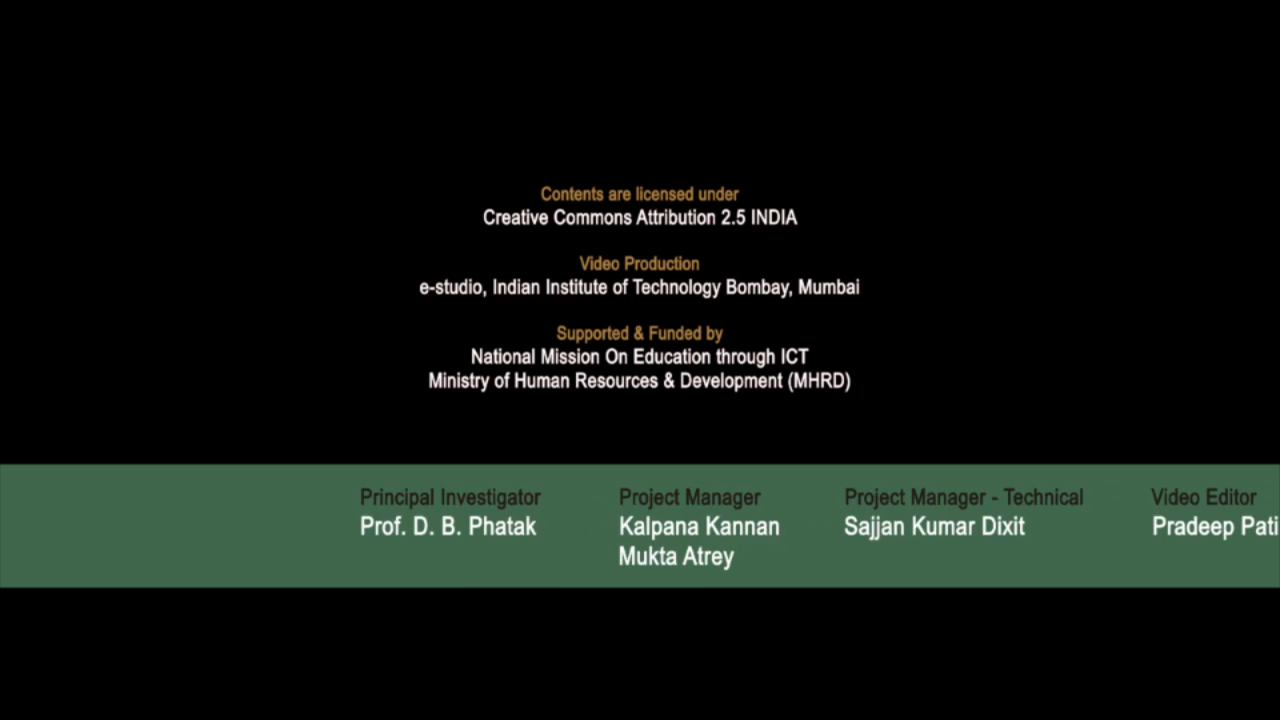 Contents are licensed under
Creative Commons Attribution 2.5 INDIA
Video Production
e-studio, Indian Institute of Technology Bombay, Mumbai
Supported & Funded by
National Mission On Education through ICT
Ministry of Human Resources & Development (MHRD)
Principal Investigator
Prof. D. B. Phatak
Project Manager
Kalpana Kannan
Mukta Atrey
Project Manager - Technical
Sajjan Kumar Dixit
Video Editor
Pradeep